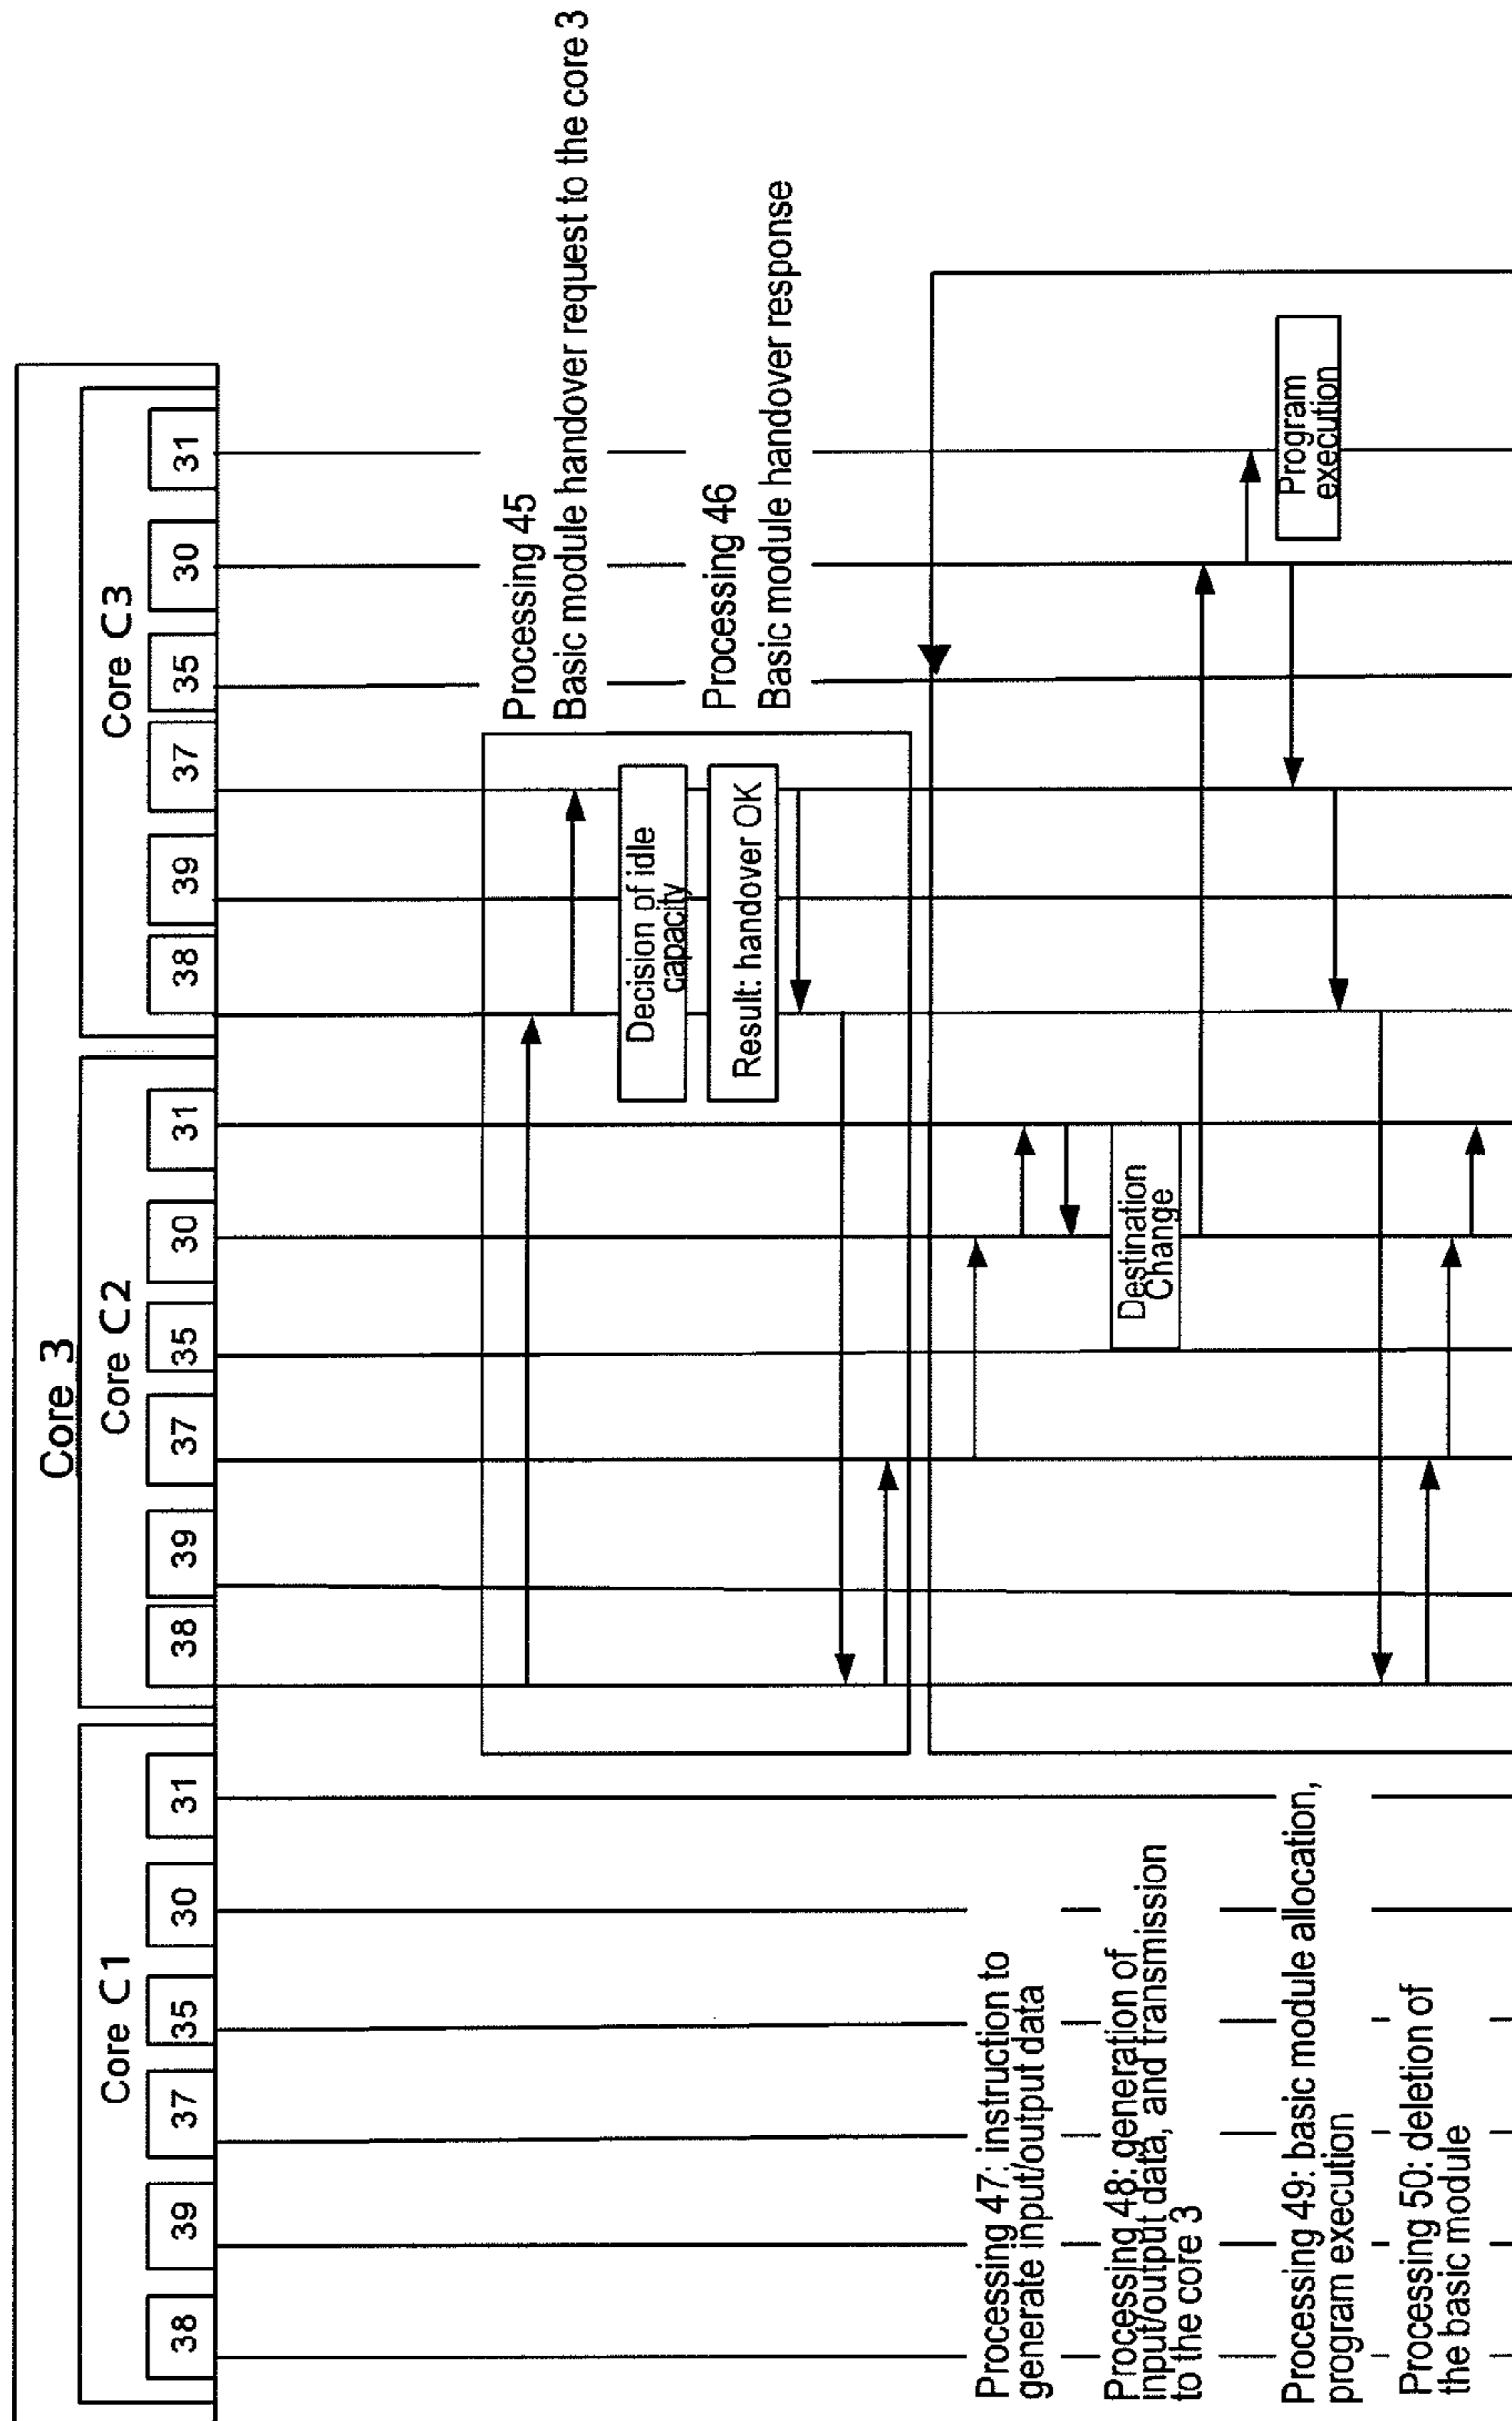 Core 3
Core C1
Core C2
Core C3
38
39
37
35
30
31
38
39
37
35
30
31
38
39
37
35
30
31
Processing 45
Basic module handover request to the core 3
Decision of idle
capacity
Processing 46
Basic module handover response
Result: handover OK
Processing 47: instruction to
generate input/output data
Processing 48: generation of
input/output data, and transmission
to the core 3
Destination
Change
Processing 49: basic module allocation,
program execution
Program
execution
Processing 50: deletion of
the basic module